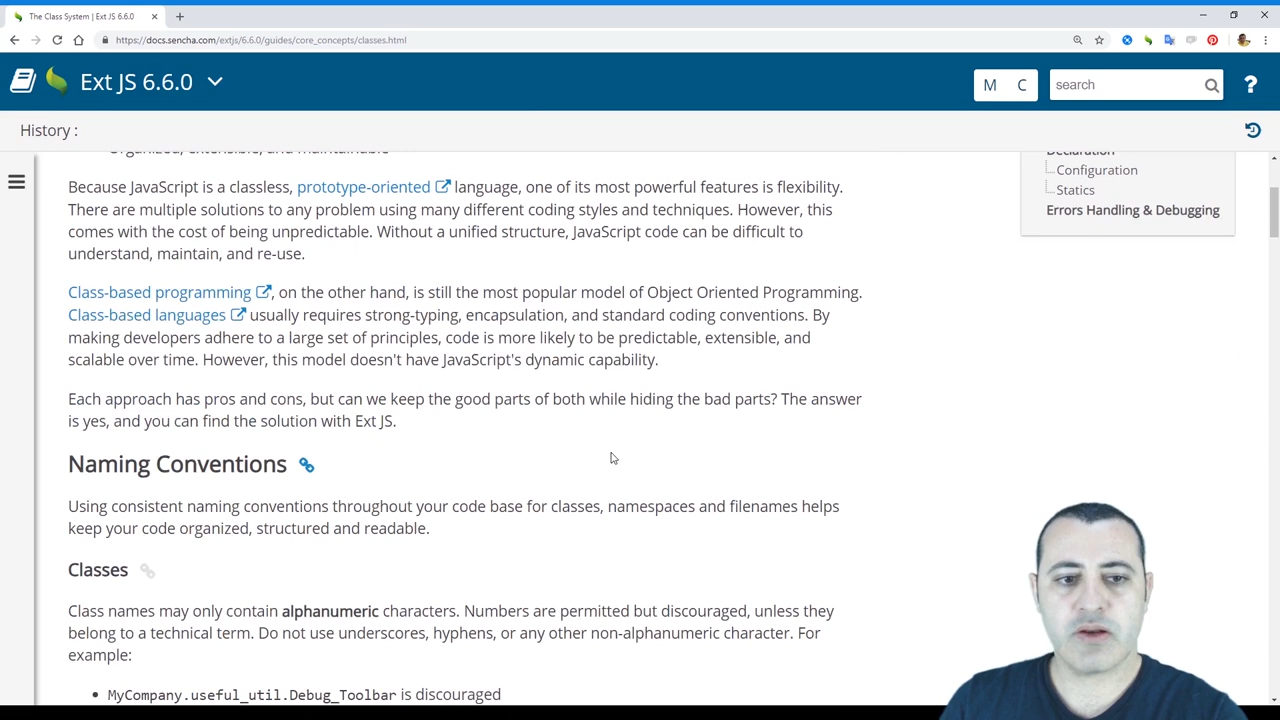 The Class System | Ext JS 6.6.0
https://docs.sencha.com/extjs/6.6.0/guides/core_concepts/classes.html
Ext JS 6.6.0
M C
search
?
History :
Organized, extensible, and maintainable
Because JavaScript is a classless, prototype-oriented language, one of its most powerful features is flexibility.
There are multiple solutions to any problem using many different coding styles and techniques. However, this
comes with the cost of being unpredictable. Without a unified structure, JavaScript code can be difficult to
understand, maintain, and re-use.
Class-based programming, on the other hand, is still the most popular model of Object Oriented Programming.
Class-based languages usually requires strong-typing, encapsulation, and standard coding conventions. By
making developers adhere to a large set of principles, code is more likely to be predictable, extensible, and
scalable over time. However, this model doesn't have JavaScript's dynamic capability.
Each approach has pros and cons, but can we keep the good parts of both while hiding the bad parts? The answer
is yes, and you can find the solution with Ext JS.
Naming Conventions
Using consistent naming conventions throughout your code base for classes, namespaces and filenames helps
keep your code organized, structured and readable.
Classes
Class names may only contain alphanumeric characters. Numbers are permitted but discouraged, unless they
belong to a technical term. Do not use underscores, hyphens, or any other non-alphanumeric character. For
example:
• MyCompany.useful_util.Debug_Toolbar is discouraged
Declaration
Configuration
Statics
Errors Handling & Debugging